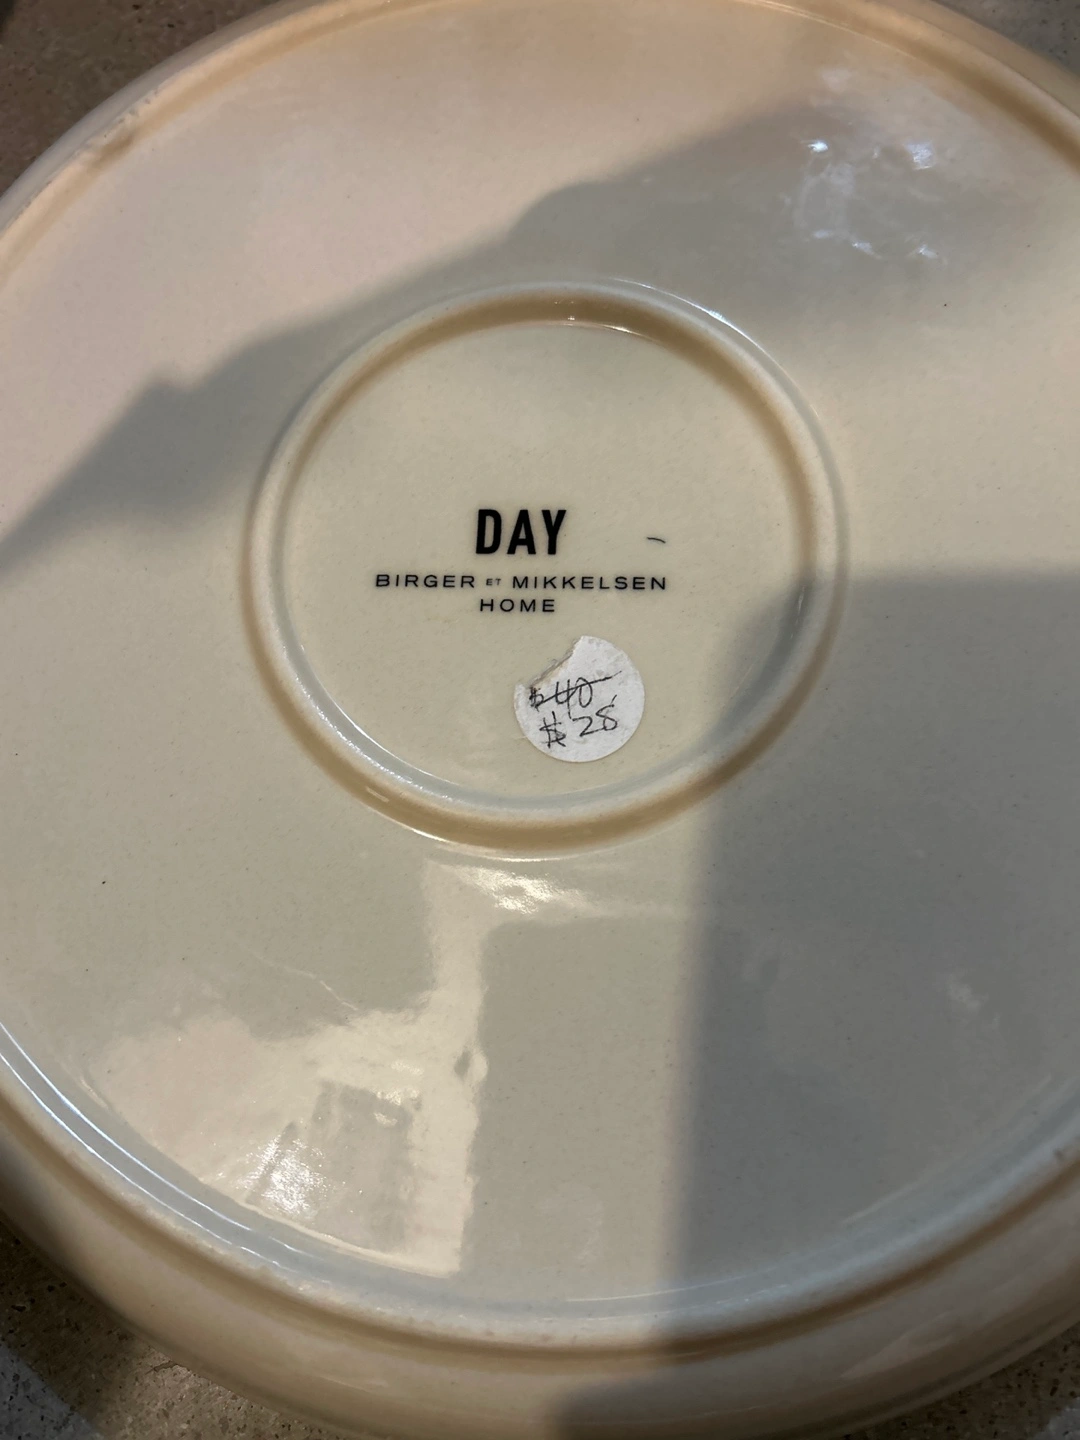 DAY
BIRGER ET MIKKELSEN
HOME
$40
$28